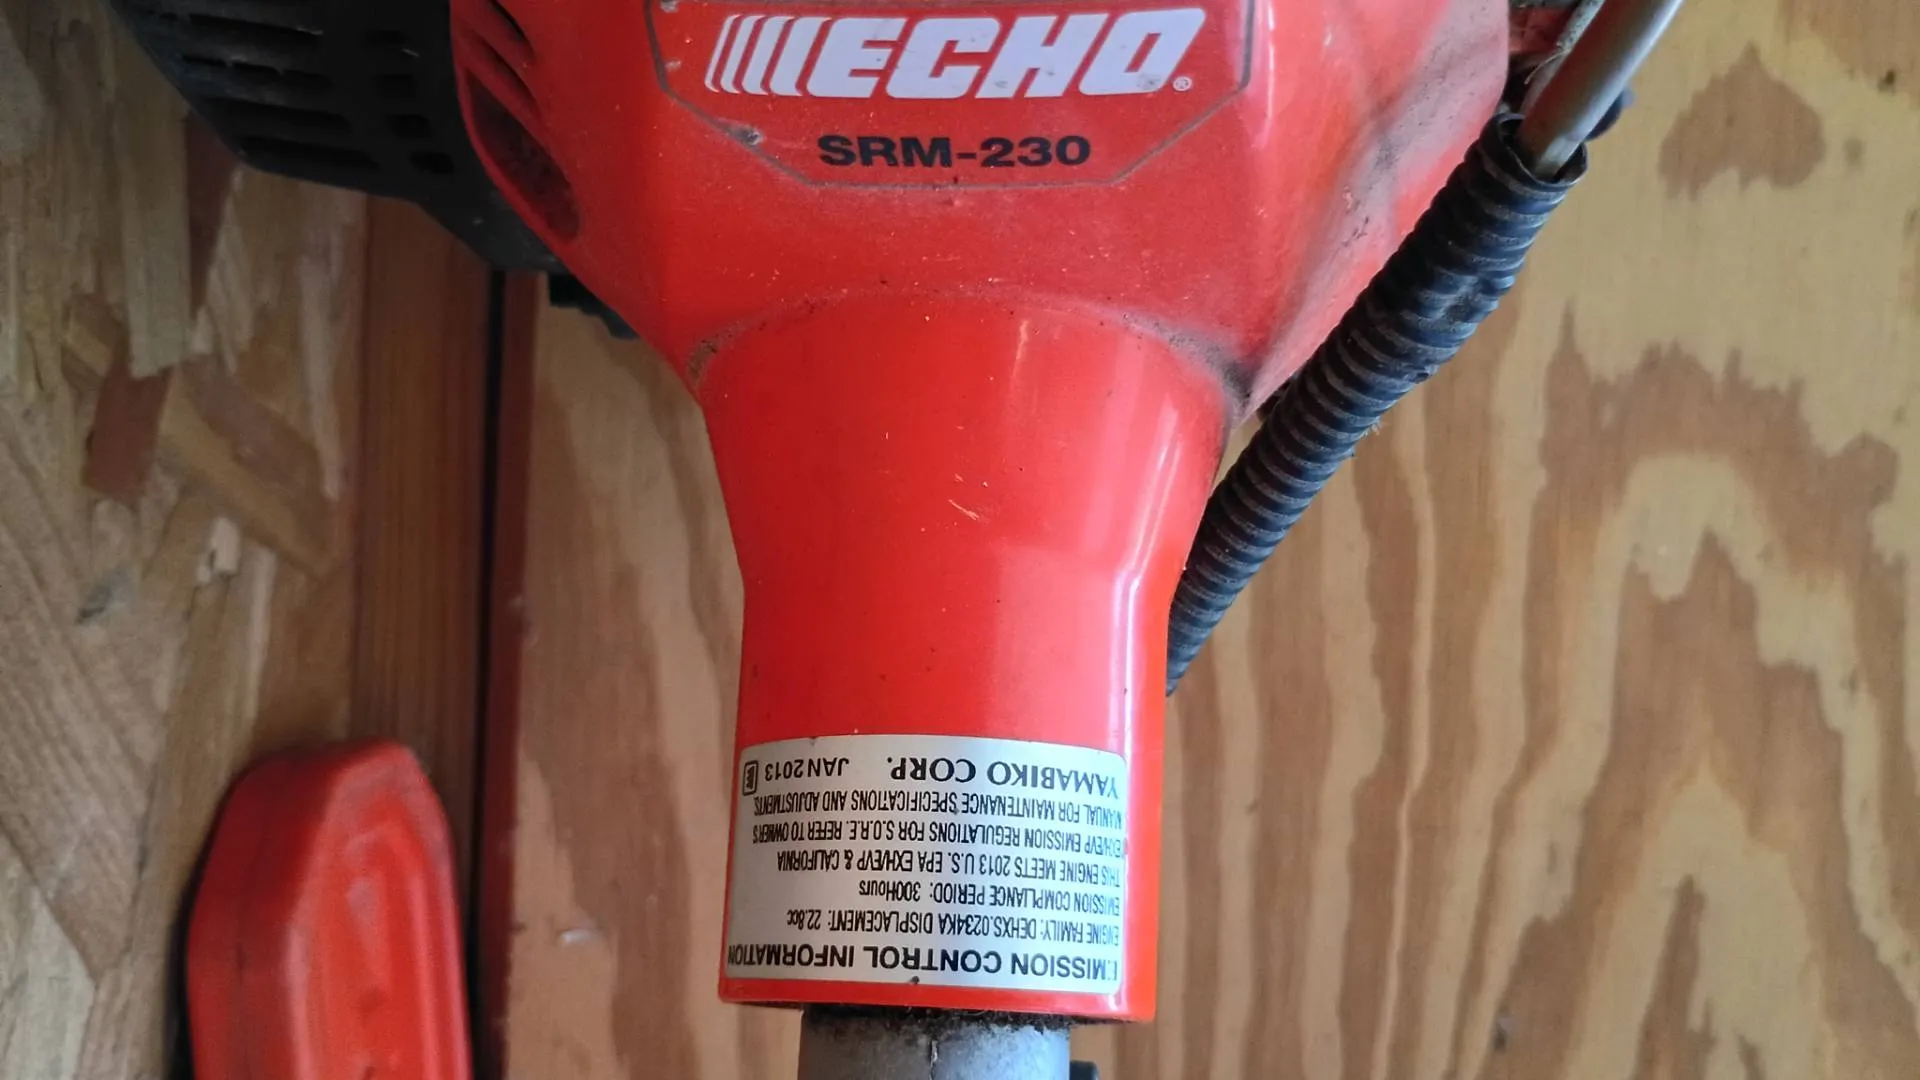 ECHO®
SRM-230
EMISSION CONTROL INFORMATION
ENGINE FAMILY: DEHXS.0234KA DISPLACEMENT: 22.8cc
EMISSION COMPLIANCE PERIOD: 300Hours
THIS ENGINE MEETS 2013 U.S. EPA EXH/EVP & CALIFORNIA
EXH/EVP EMISSION REGULATIONS FOR S.O.R.E. REFER TO OWNER'S
MANUAL FOR MAINTENANCE SPECIFICATIONS AND ADJUSTMENTS.
YAMABIKO CORP. JAN 2013